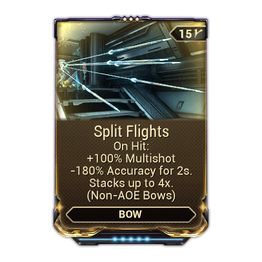 15
Split Flights
On Hit:
+100% Multishot
-180% Accuracy for 2s.
Stacks up to 4x.
(Non-AOE Bows)
BOW